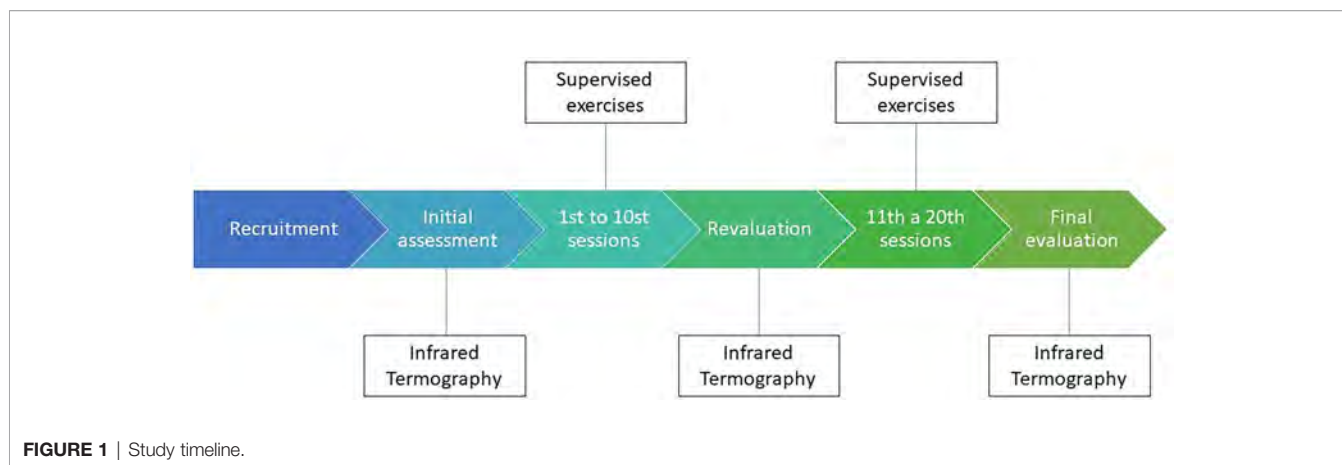 Supervised
exercises
Supervised
exercises
Recruitment
Initial
assessment
1st to 10st
sessions
Revaluation
11th a 20th
sessions
Final
evaluation
Infrared
Termography
Infrared
Termography
Infrared
Termography
FIGURE 1 | Study timeline.